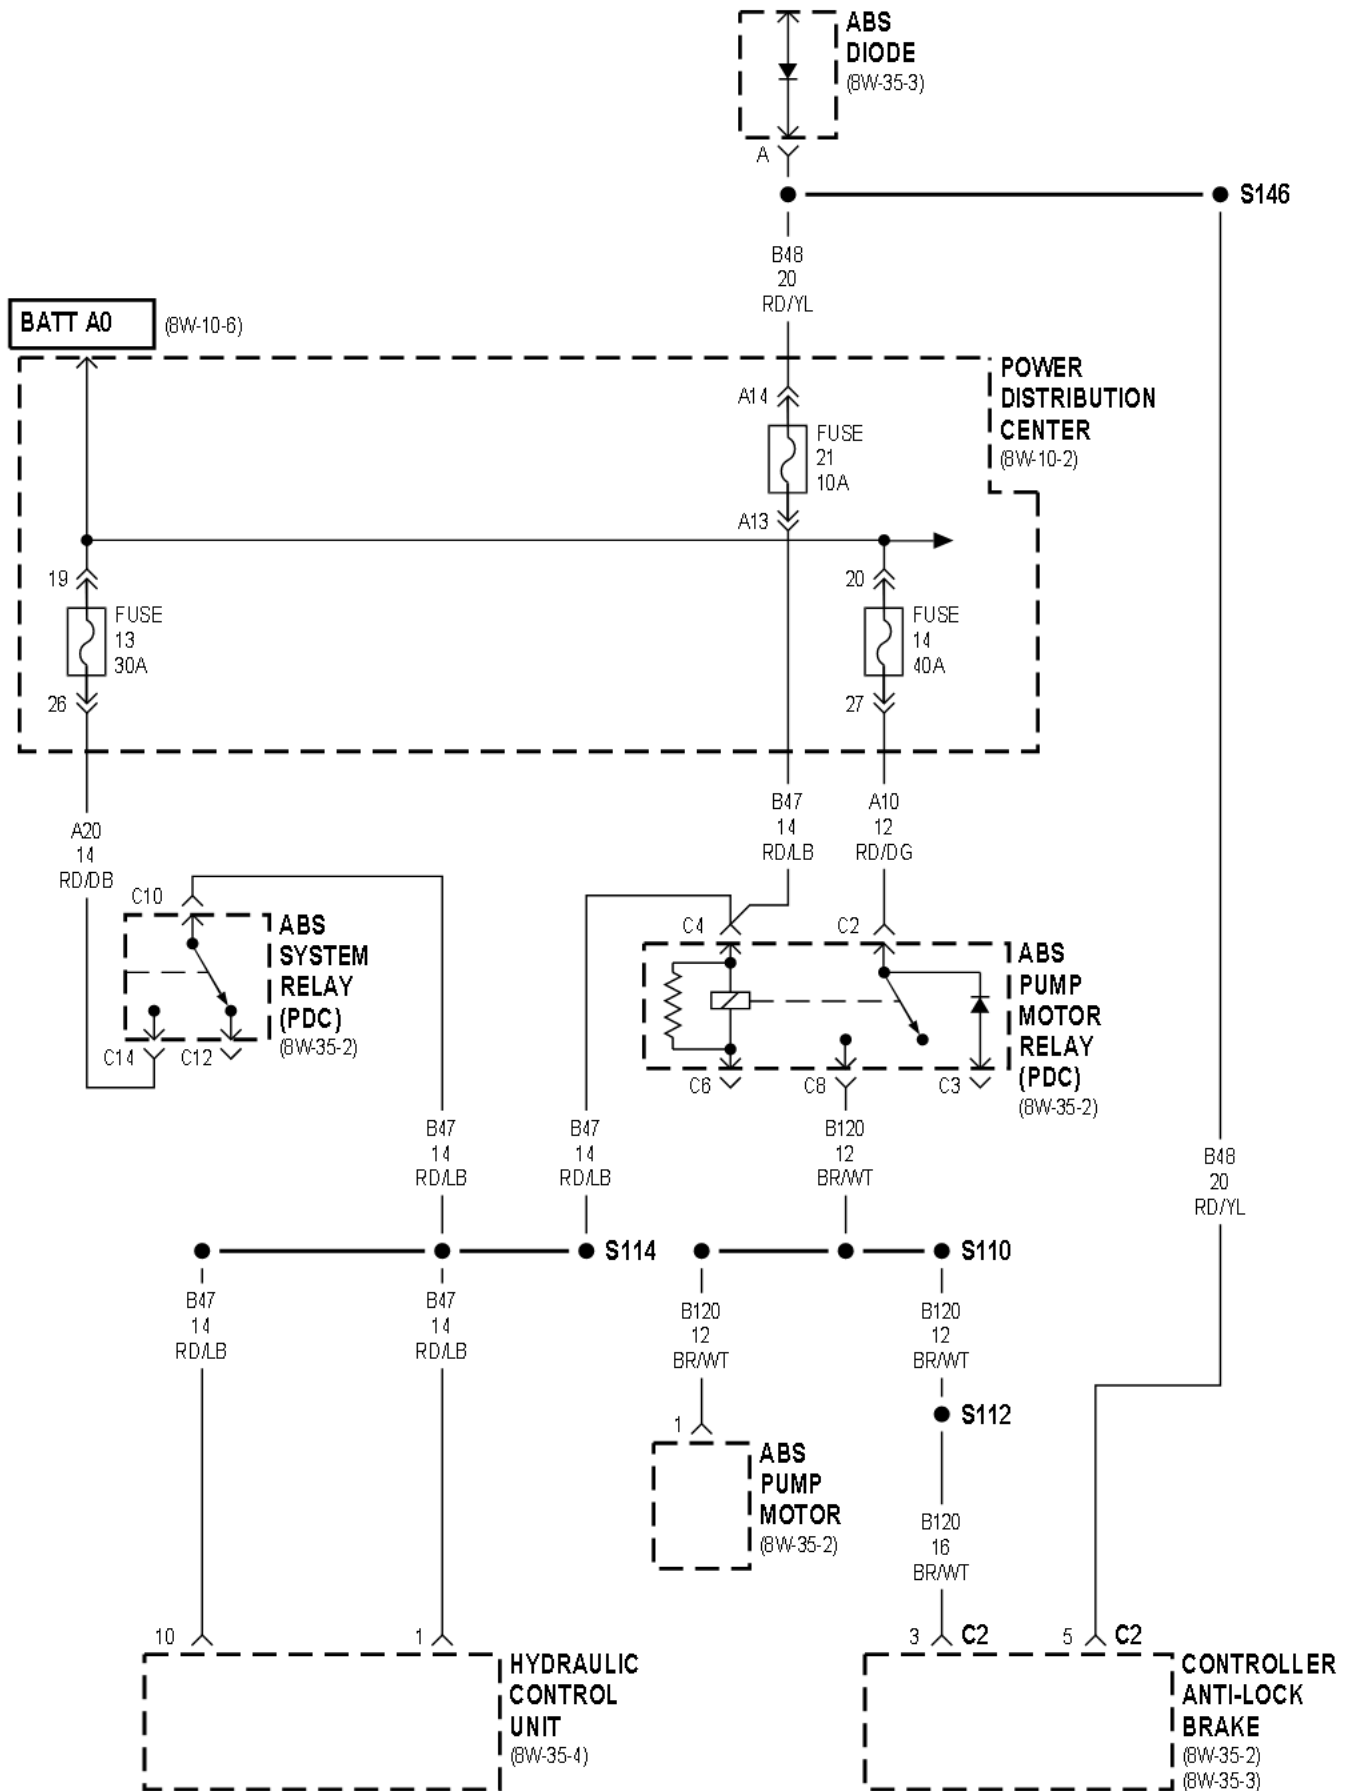 ABS
DIODE
(8W-35-3)
A
S146
B48
20
RD/YL
BATT A0
(8W-10-6)
POWER
DISTRIBUTION
CENTER
(8W-10-2)
A14
FUSE
21
10A
A13
19
FUSE
13
30A
26
20
FUSE
14
40A
27
A20
14
RD/DB
B47
14
RD/LB
A10
12
RD/DG
C10
ABS
SYSTEM
RELAY
(PDC)
(8W-35-2)
C14
C12
C4
C2
ABS
PUMP
MOTOR
RELAY
(PDC)
(8W-35-2)
C6
C8
C3
B47
14
RD/LB
B47
14
RD/LB
B120
12
BR/WT
B48
20
RD/YL
S114
S110
B47
14
RD/LB
B47
14
RD/LB
B120
12
BR/WT
B120
12
BR/WT
S112
1
ABS
PUMP
MOTOR
(8W-35-2)
B120
16
BR/WT
10
1
3
C2
5
C2
HYDRAULIC
CONTROL
UNIT
(8W-35-4)
CONTROLLER
ANTI-LOCK
BRAKE
(8W-35-2)
(8W-35-3)